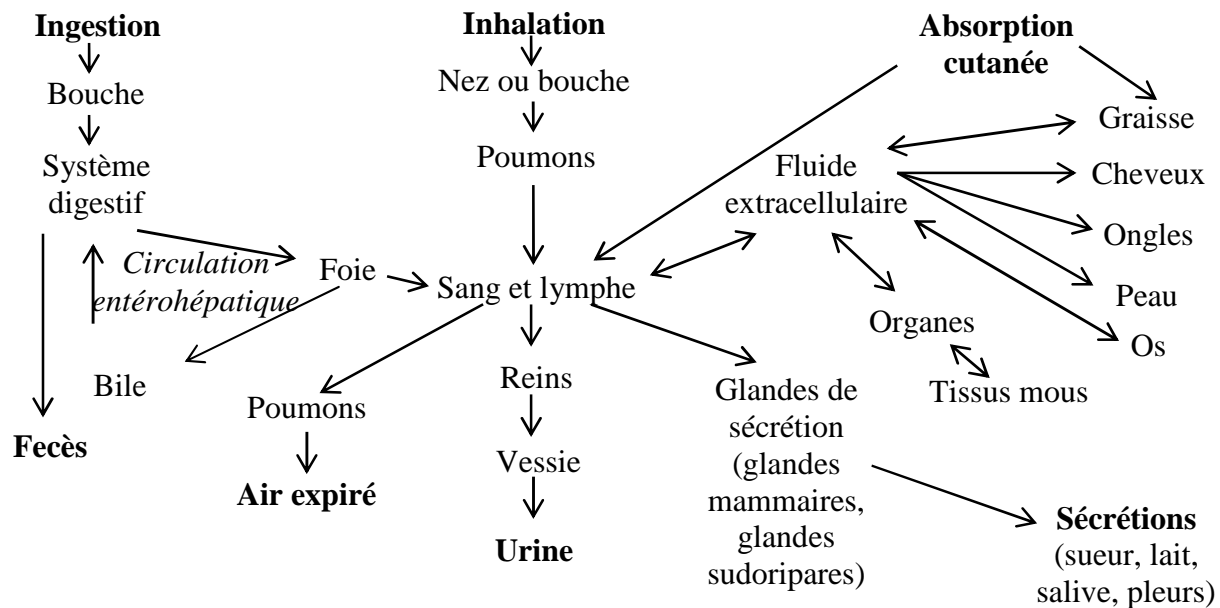 Ingestion
Bouche
Système
digestif
Circulation
entérohépatique
Foie
Bile
Fecès
Inhalation
Nez ou bouche
Poumons
Sang et lymphe
Poumons
Air expiré
Reins
Vessie
Urine
Absorption
cutanée
Fluide
extracellulaire
Graisse
Cheveux
Ongles
Peau
Os
Organes
Tissus mous
Glandes de
sécrétion
(glandes
mammaires,
glandes
sudoripares)
Sécrétions
(sueur, lait,
salive, pleurs)